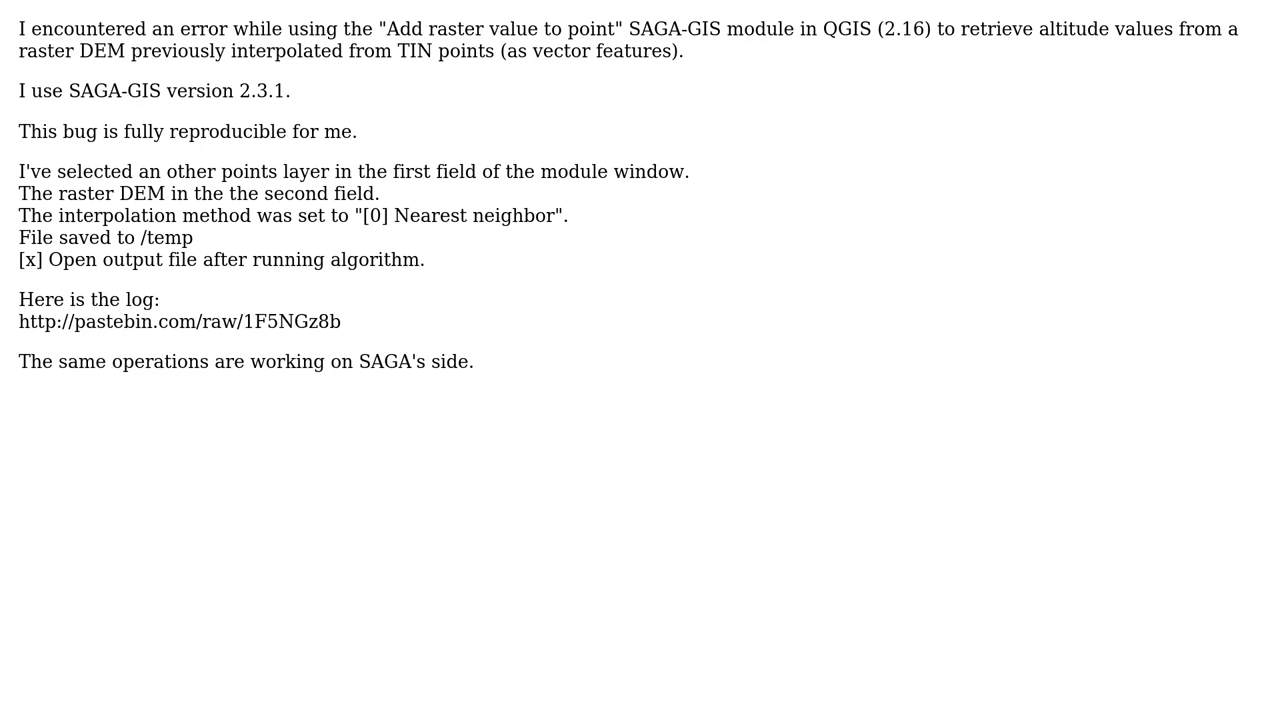 I encountered an error while using the "Add raster value to point" SAGA-GIS module in QGIS (2.16) to retrieve altitude values from a
raster DEM previously interpolated from TIN points (as vector features).
I use SAGA-GIS version 2.3.1.
This bug is fully reproducible for me.
I've selected an other points layer in the first field of the module window.
The raster DEM in the the second field.
The interpolation method was set to "[0] Nearest neighbor".
File saved to /temp
[x] Open output file after running algorithm.
Here is the log:
http://pastebin.com/raw/1F5NGz8b
The same operations are working on SAGA's side.